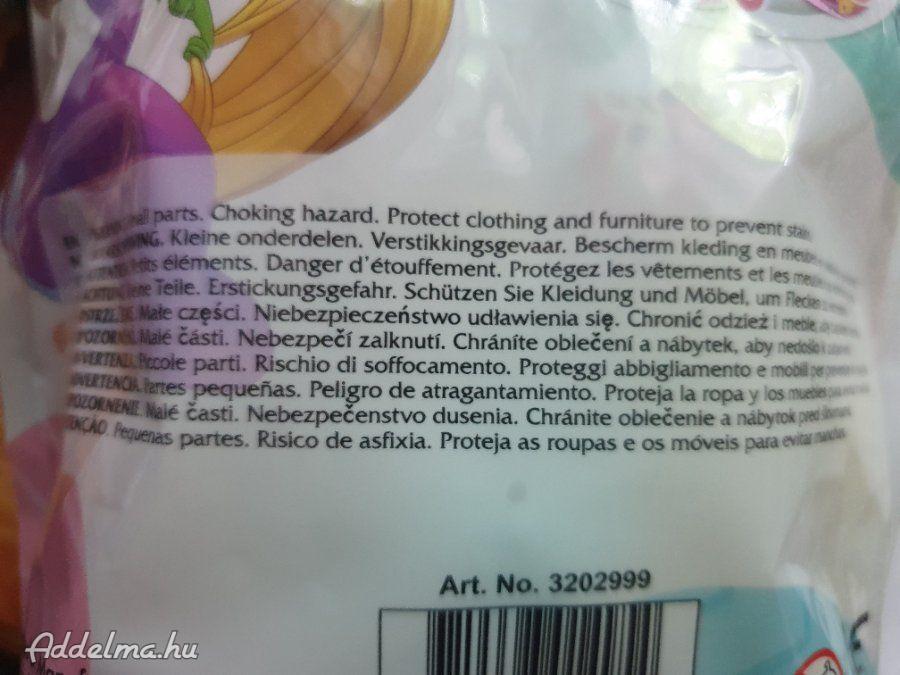 parts. Choking hazard. Protect clothing and furniture to prevent
Kleine onderdelen. Verstikkingsgevaar. Bescherm kleding en
éléments. Danger d'étouffement. Protégez les vêtements et les
Teile. Erstickungsgefahr. Schützen Sie Kleidung und Möbel, um
Małe części. Niebezpieczeństwo udławienia się. Chronić odzież i meble,
Malé části. Nebezpečí zalknutí. Chráníte oblečení a nábytek, aby
Piccole parti. Rischio di soffocamento. Proteggi abbigliamento e mobili per
Partes pequeñas. Peligro de atragantamiento. Proteja la ropa y los muebles
POZORNENIE. Malé časti. Nebezpečenstvo dusenia. Chránite oblečenie a nábytok pred
Pequenas partes. Risico de asfixia. Proteja as roupas e os móveis para evitar manchas.
Art. No. 3202999
Addelma.hu